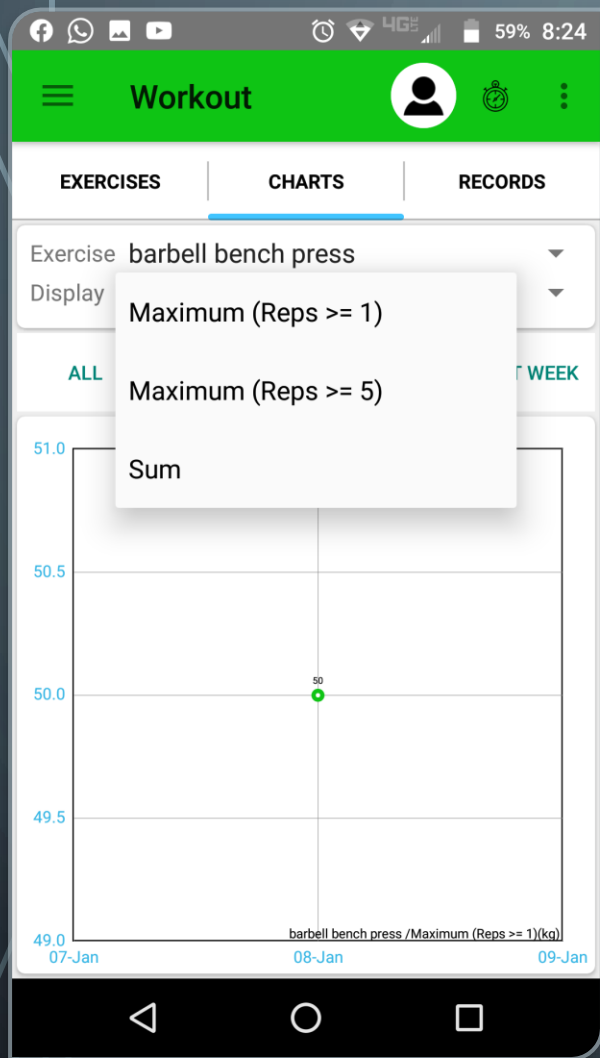 4G LTE 59% 8:24
Workout
EXERCISES CHARTS RECORDS
Exercise barbell bench press
Display
Maximum (Reps >= 1)
Maximum (Reps >= 5)
Sum
ALL T WEEK
51.0
50.5
50
50.0
49.5
barbell bench press /Maximum (Reps >= 1)(kg)
49.0
07-Jan 08-Jan 09-Jan